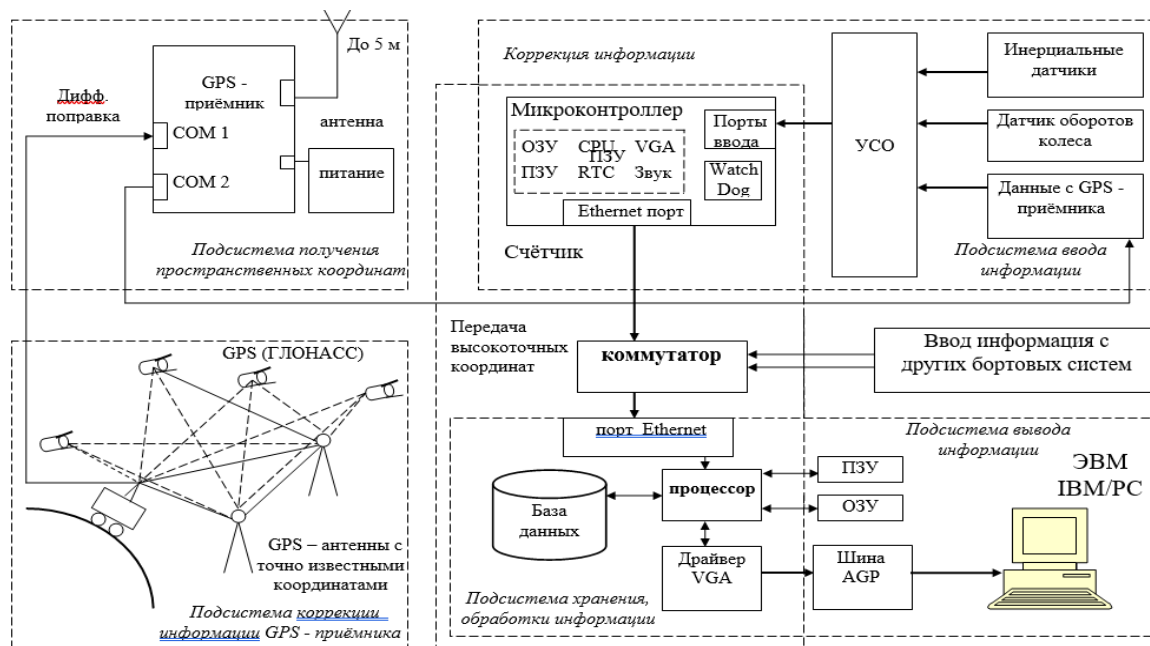 До 5 м
GPS -
приёмник
Дифф.
поправка
COM 1
антенна
COM 2
питание
Подсистема получения
пространственных координат
Коррекция информации
Микроконтроллер
Порты
ввода
ОЗУ CPU VGA
ПЗУ
ПЗУ RTC Звук
Watch
Dog
Ethernet порт
Счётчик
УСО
Инерциальные
датчики
Датчик оборотов
колеса
Данные с GPS -
приёмника
Подсистема ввода
информации
GPS (ГЛОНАСС)
GPS – антенны с
точно известными
координатами
Подсистема коррекции
информации GPS - приёмника
Передача
высокоточных
координат
коммутатор
Ввод информация с
других бортовых систем
порт Ethernet
Подсистема вывода
информации
База
данных
процессор
ПЗУ
ОЗУ
ЭВМ
IBM/PC
Драйвер
VGA
Шина
AGP
Подсистема хранения,
обработки информации